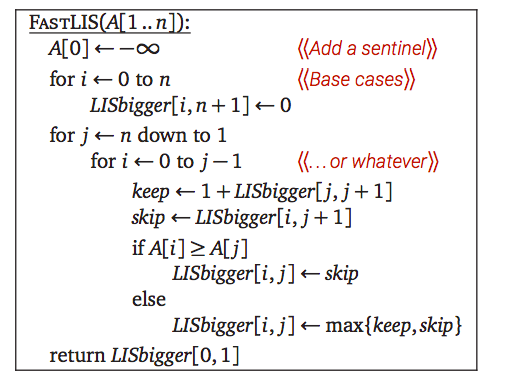 FASTLIS(A[1..n]):
A[0] ← −∞ ⟪Add a sentinel⟫
for i ← 0 to n ⟪Base cases⟫
LISbigger[i, n + 1] ← 0
for j ← n down to 1
for i ← 0 to j − 1 ⟪...or whatever⟫
keep ← 1 + LISbigger[j, j + 1]
skip ← LISbigger[i, j + 1]
if A[i] ≥ A[j]
LISbigger[i, j] ← skip
else
LISbigger[i, j] ← max{keep, skip}
return LISbigger[0, 1]